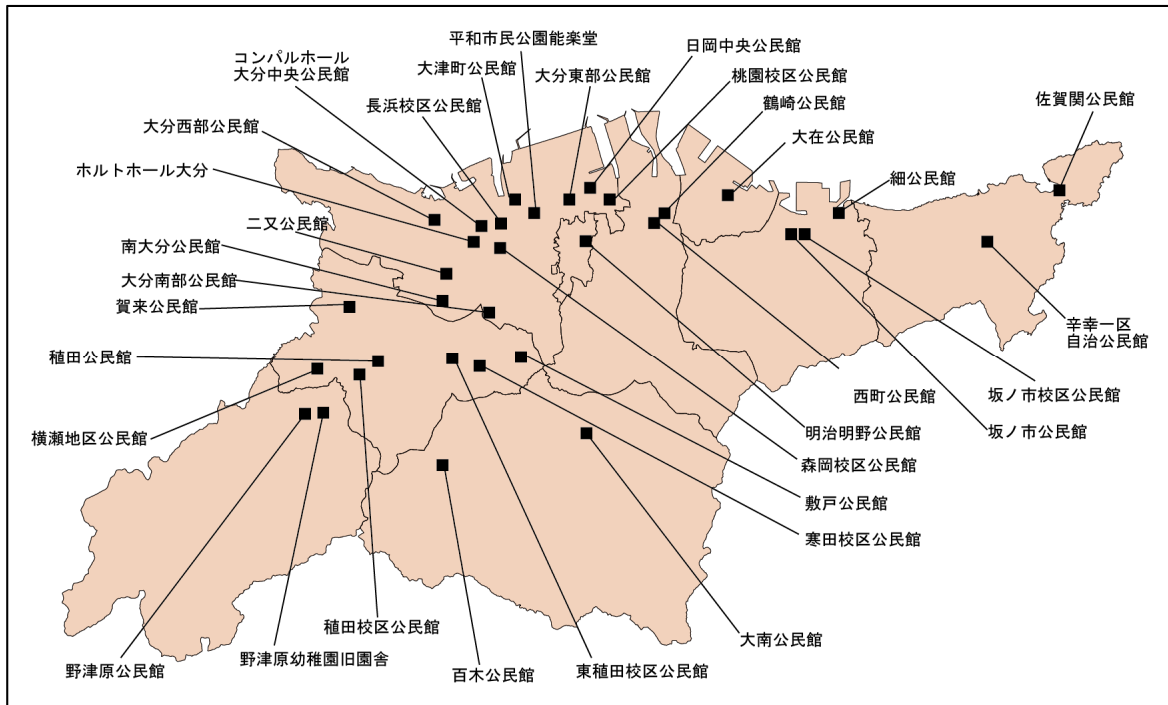 平和市民公園能楽堂
日岡中央公民館
コンパルホール
大分中央公民館
大津町公民館
大分東部公民館
桃園校区公民館
長浜校区公民館
鶴崎公民館
佐賀関公民館
大分西部公民館
大在公民館
ホルトホール大分
細公民館
二又公民館
南大分公民館
大分南部公民館
賀来公民館
辛幸一区
自治公民館
稙田公民館
西町公民館
坂ノ市校区公民館
横瀬地区公民館
明治明野公民館
坂ノ市公民館
森岡校区公民館
敷戸公民館
寒田校区公民館
稙田校区公民館
大南公民館
野津原公民館
野津原幼稚園旧園舎
百木公民館
東稙田校区公民館